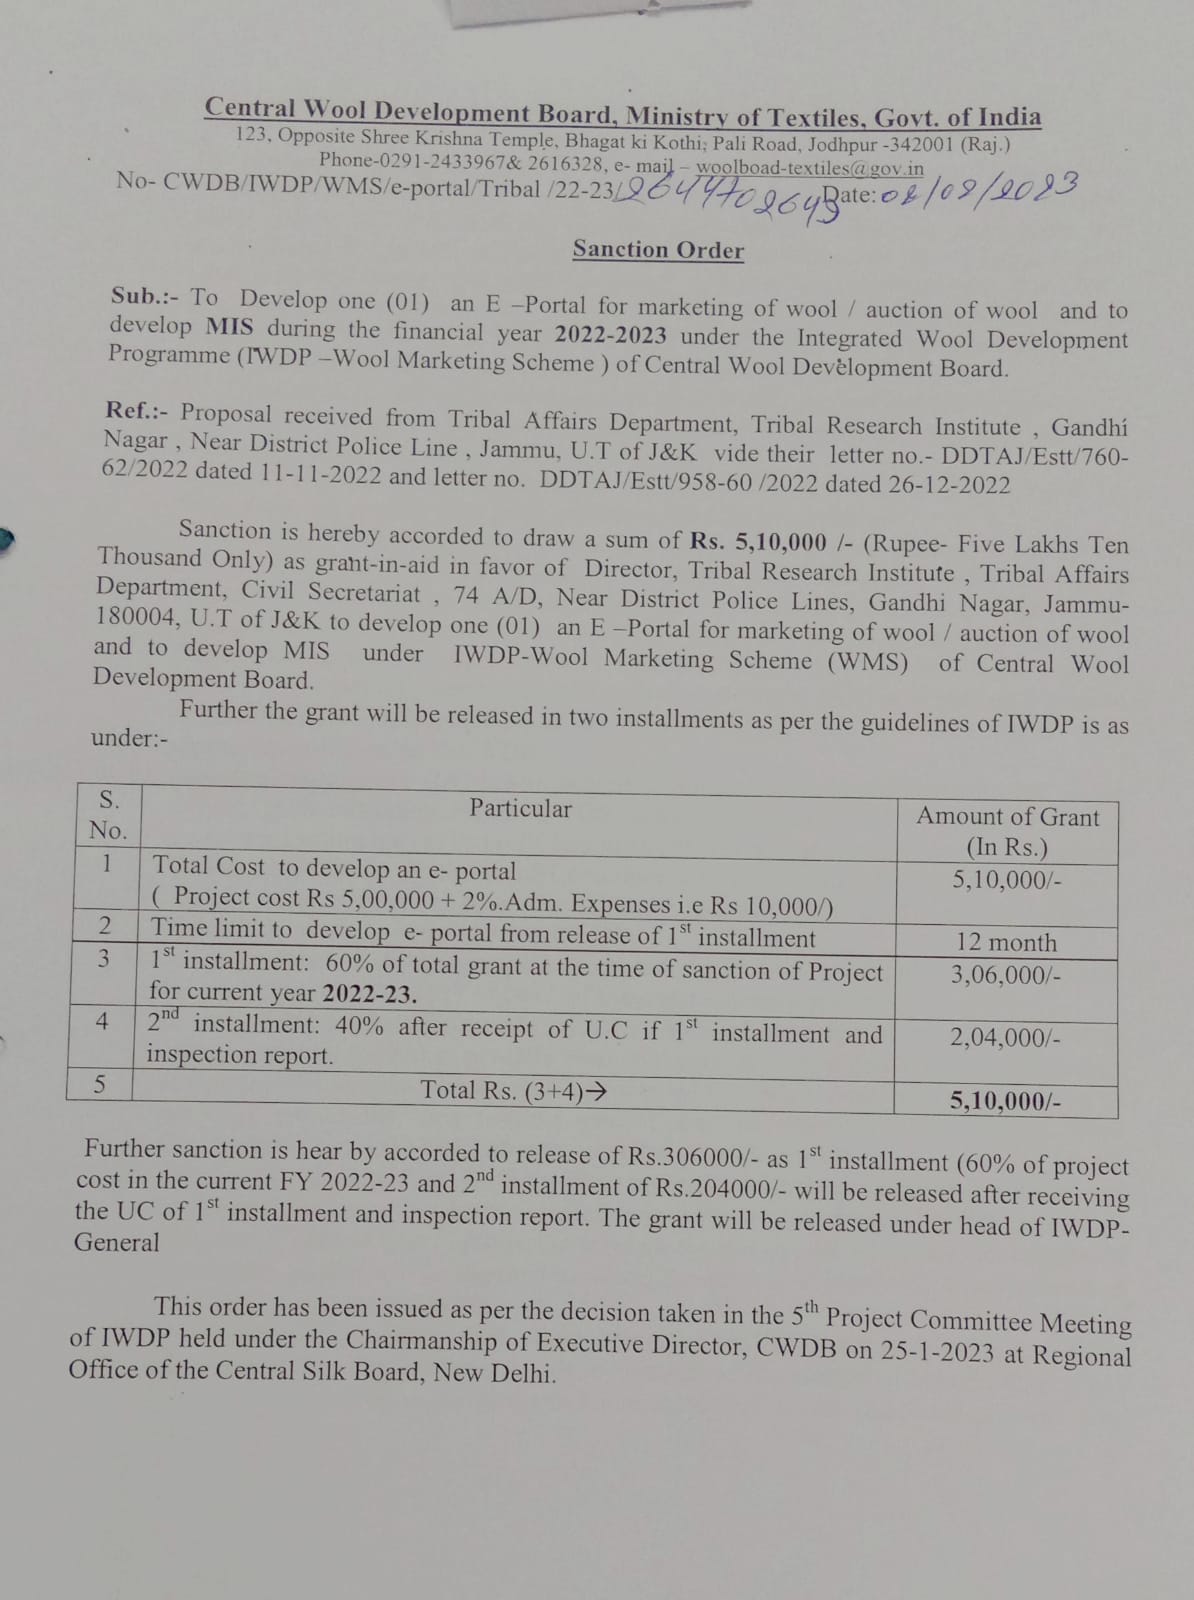 Central Wool Development Board, Ministry of Textiles, Govt. of India
123, Opposite Shree Krishna Temple, Bhagat ki Kothi; Pali Road, Jodhpur -342001 (Raj.)
Phone-0291-2433967& 2616328, e- mail – woolboad-textiles@gov.in
No- CWDB/IWDP/WMS/e-portal/Tribal /22-23/ Date:
Sanction Order
Sub.:- To Develop one (01) an E –Portal for marketing of wool / auction of wool and to
develop MIS during the financial year 2022-2023 under the Integrated Wool Development
Programme (IWDP –Wool Marketing Scheme ) of Central Wool Development Board.
Ref.:- Proposal received from Tribal Affairs Department, Tribal Research Institute , Gandhi
Nagar , Near District Police Line , Jammu, U.T of J&K vide their letter no.- DDTAJ/Estt/760-
62/2022 dated 11-11-2022 and letter no. DDTAJ/Estt/958-60 /2022 dated 26-12-2022
Sanction is hereby accorded to draw a sum of Rs. 5,10,000 /- (Rupee- Five Lakhs Ten
Thousand Only) as grant-in-aid in favor of Director, Tribal Research Institute , Tribal Affairs
Department, Civil Secretariat , 74 A/D, Near District Police Lines, Gandhi Nagar, Jammu-
180004, U.T of J&K to develop one (01) an E –Portal for marketing of wool / auction of wool
and to develop MIS under IWDP-Wool Marketing Scheme (WMS) of Central Wool
Development Board.
Further the grant will be released in two installments as per the guidelines of IWDP is as
under:-
S. No. Particular Amount of Grant (In Rs.)
1 Total Cost to develop an e- portal 5,10,000/-
( Project cost Rs 5,00,000 + 2%.Adm. Expenses i.e Rs 10,000/)
2 Time limit to develop e- portal from release of 1st installment 12 month
3 1st installment: 60% of total grant at the time of sanction of Project 3,06,000/-
for current year 2022-23.
4 2nd installment: 40% after receipt of U.C if 1st installment and 2,04,000/-
inspection report.
5 Total Rs. (3+4)→ 5,10,000/-
Further sanction is hear by accorded to release of Rs.306000/- as 1st installment (60% of project
cost in the current FY 2022-23 and 2nd installment of Rs.204000/- will be released after receiving
the UC of 1st installment and inspection report. The grant will be released under head of IWDP-
General
This order has been issued as per the decision taken in the 5th Project Committee Meeting
of IWDP held under the Chairmanship of Executive Director, CWDB on 25-1-2023 at Regional
Office of the Central Silk Board, New Delhi.